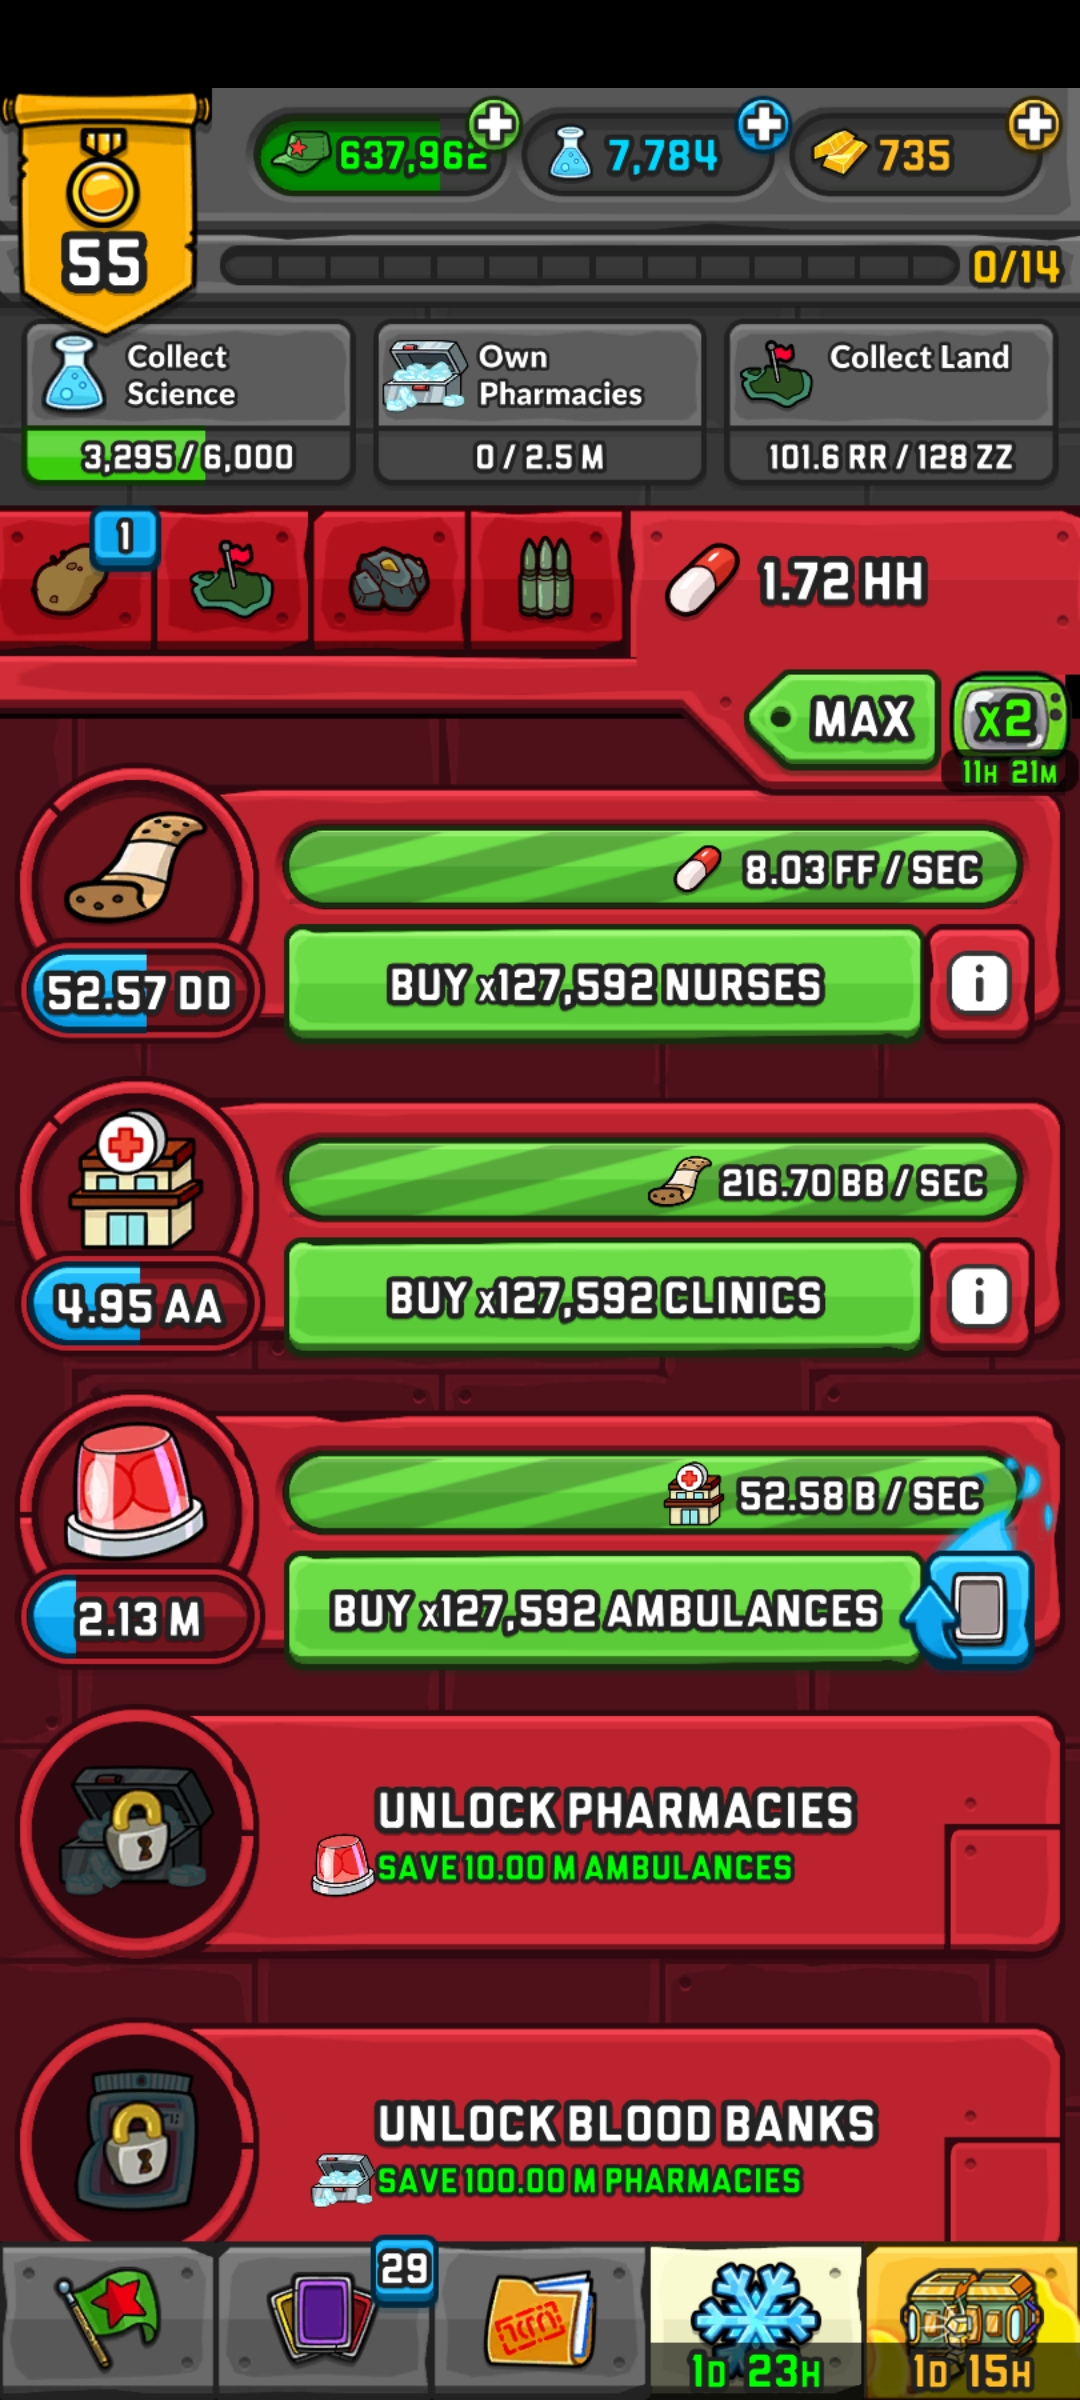 637,962
7,784
735
55
0/14
Collect
Science
3,295/6,000
Own
Pharmacies
0/2.5 M
Collect Land
101.6 RR/128 ZZ
1
1.72 HH
MAX
x2
11H 21M
8.03 FF/SEC
52.57 DD
BUY x127,592 NURSES
i
216.70 BB/SEC
4.95 AA
BUY x127,592 CLINICS
i
52.58 B/SEC
2.13 M
BUY x127,592 AMBULANCES
UNLOCK PHARMACIES
SAVE 10.00 M AMBULANCES
UNLOCK BLOOD BANKS
SAVE 100.00 M PHARMACIES
29
1D 23H
1D 15H